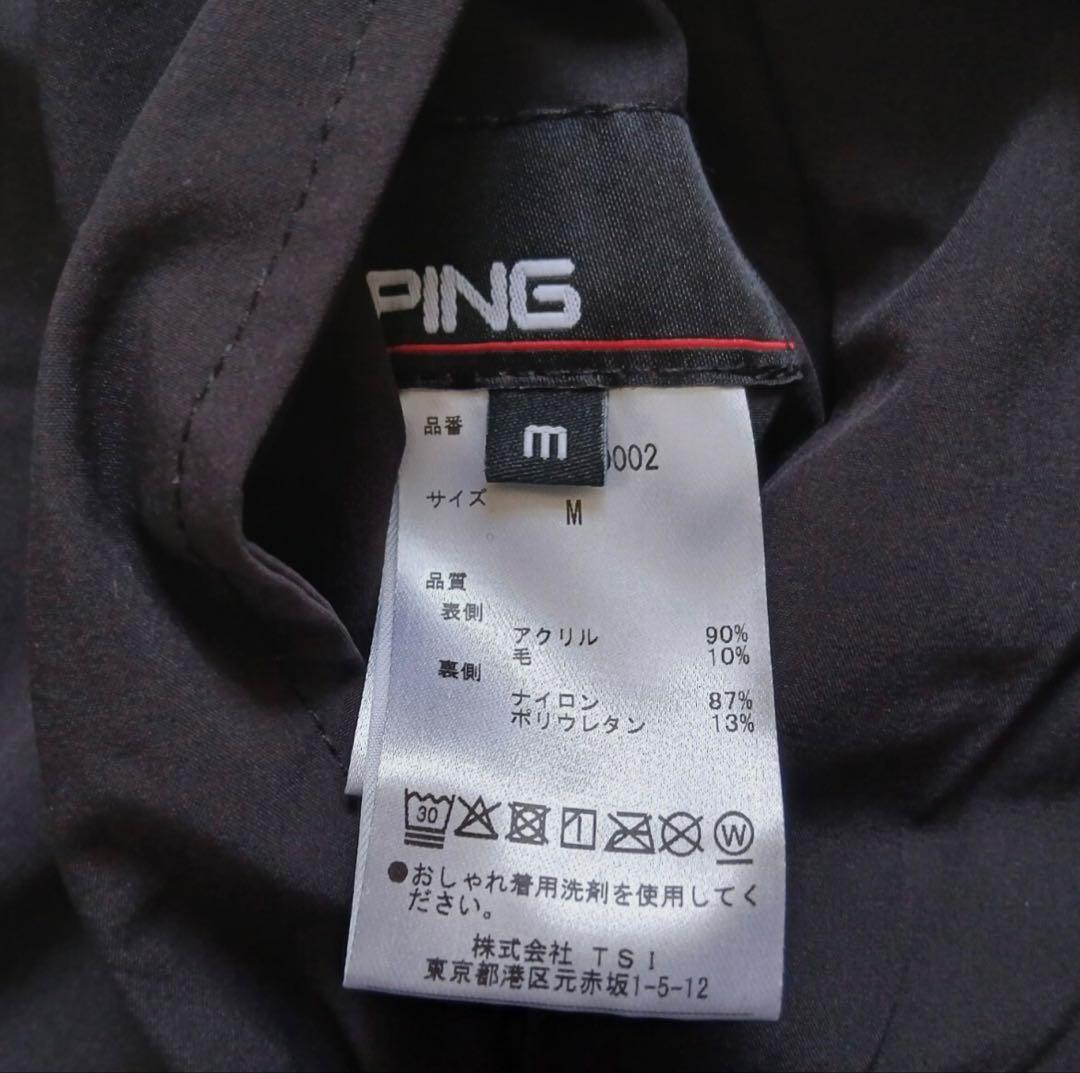 PING
m
品番
0002
サイズ
M
品質
表側
アクリル 90%
毛 10%
裏側
ナイロン 87%
ポリウレタン 13%
30
W
●おしゃれ着用洗剤を使用してく
ださい。
株式会社 TSI
東京都港区元赤坂1-5-12